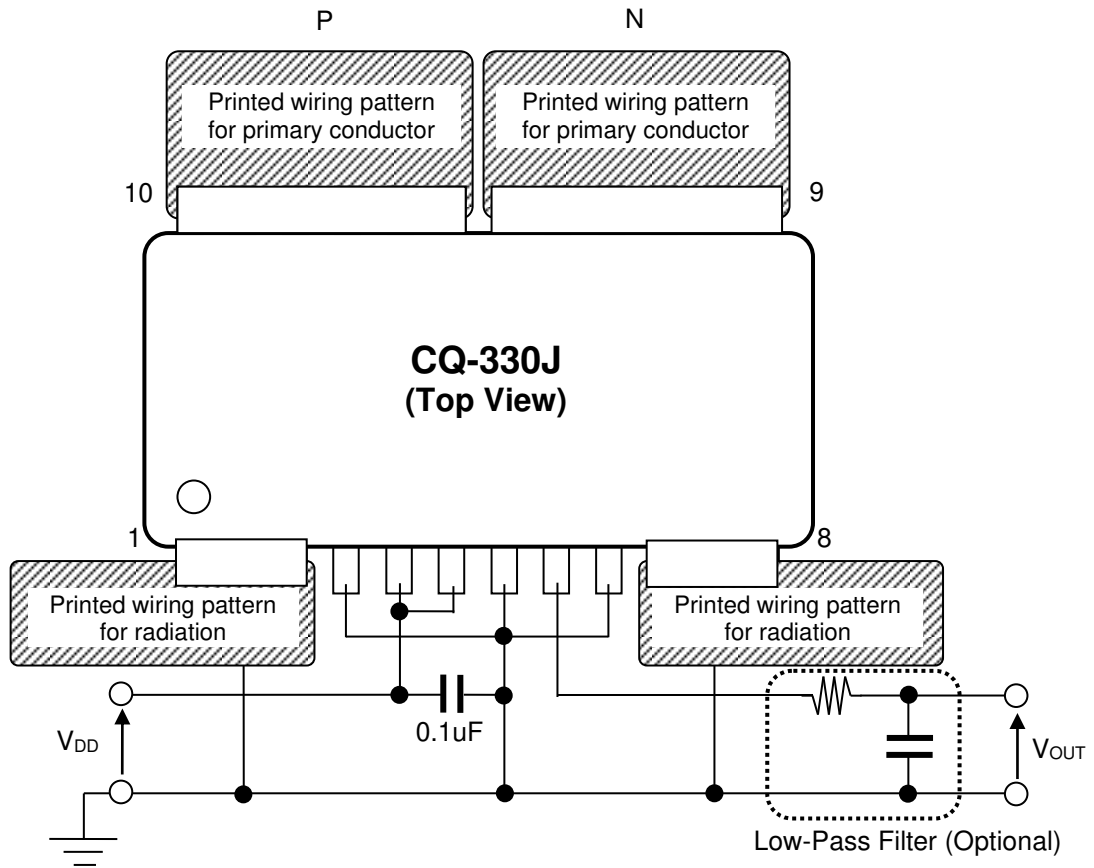 P
N
Printed wiring pattern
for primary conductor
Printed wiring pattern
for primary conductor
10
9
CQ-330J
(Top View)
1
8
Printed wiring pattern
for radiation
Printed wiring pattern
for radiation
0.1uF
VDD
VOUT
Low-Pass Filter (Optional)